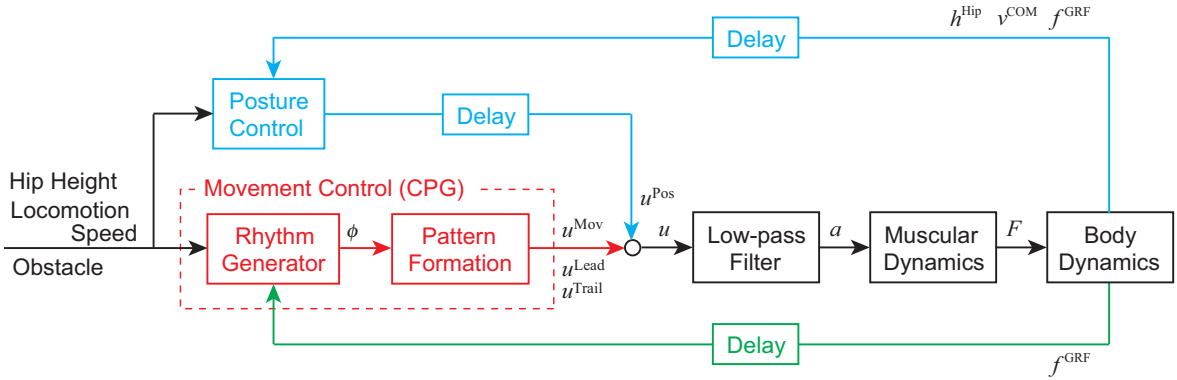 h^Hip v^COM f^GRF
Delay
Posture
Control
Delay
Hip Height
Locomotion
Speed
Obstacle
Movement Control (CPG)
Rhythm
Generator
ϕ
Pattern
Formation
u^Mov
u^Lead
u^Trail
u^Pos
u
Low-pass
Filter
a
Muscular
Dynamics
F
Body
Dynamics
Delay
f^GRF